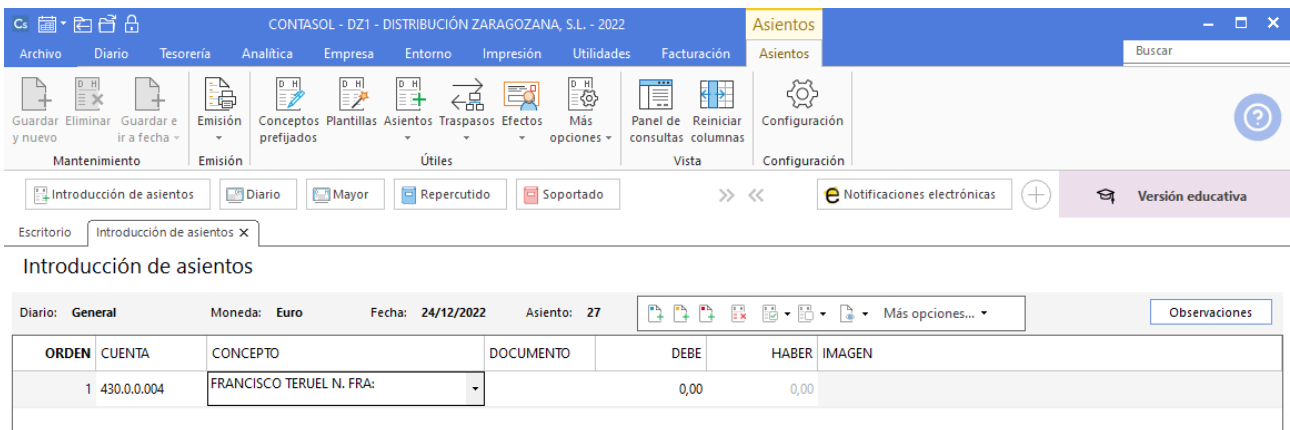 Cs CONTASOL - DZ1 - DISTRIBUCIÓN ZARAGOZANA, S.L. - 2022 Asientos
Archivo Diario Tesorería Analítica Empresa Entorno Impresión Utilidades Facturación Asientos Buscar
D H D H D H D H D H
Guardar Eliminar Guardar e Emisión Conceptos Plantillas Asientos Traspasos Efectos Más Panel de Reiniciar Configuración
y nuevo ir a fecha prefijados opciones consultas columnas
Mantenimiento Emisión Útiles Vista Configuración
Introducción de asientos Diario Mayor Repercutido Soportado e Notificaciones electrónicas Versión educativa
Escritorio Introducción de asientos X
Introducción de asientos
Diario: General Moneda: Euro Fecha: 24/12/2022 Asiento: 27 Más opciones... Observaciones
ORDEN CUENTA CONCEPTO DOCUMENTO DEBE HABER IMAGEN
1 430.0.0.004 FRANCISCO TERUEL N. FRA: 0,00 0,00